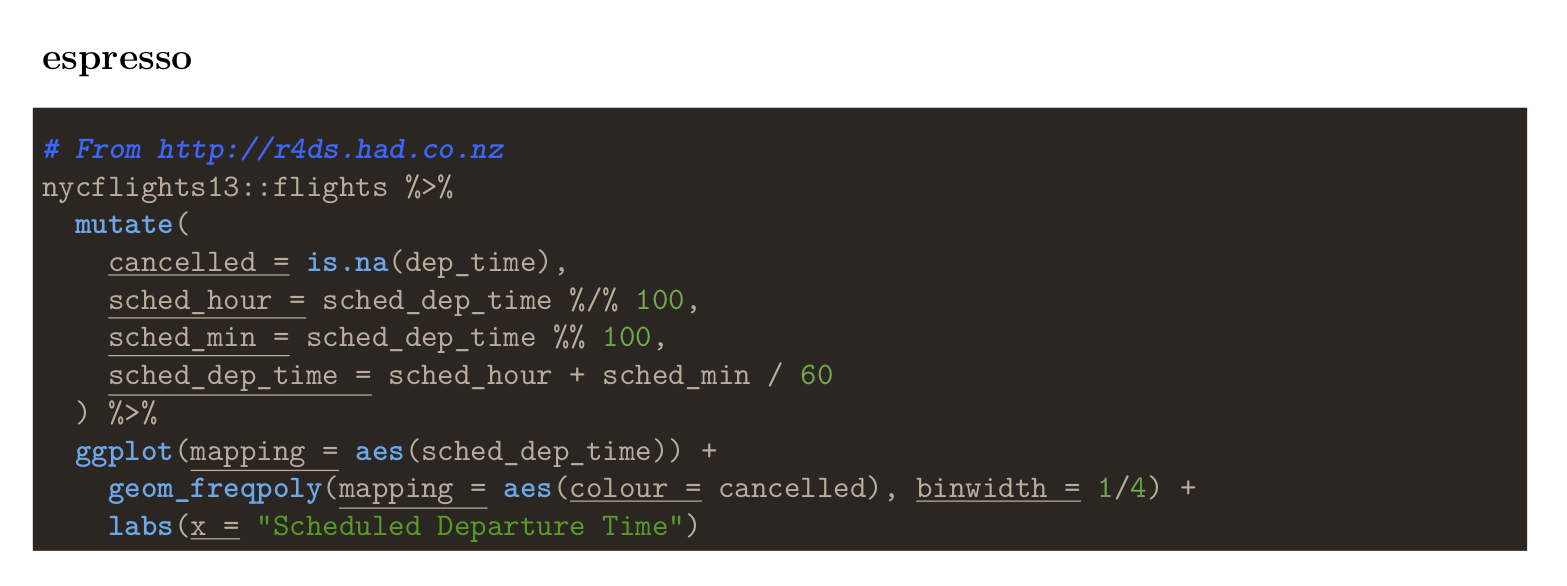 espresso
# From http://r4ds.had.co.nz
nycflights13::flights %>%
  mutate(
    cancelled = is.na(dep_time),
    sched_hour = sched_dep_time %/% 100,
    sched_min = sched_dep_time %% 100,
    sched_dep_time = sched_hour + sched_min / 60
  ) %>%
  ggplot(mapping = aes(sched_dep_time)) +
    geom_freqpoly(mapping = aes(colour = cancelled), binwidth = 1/4) +
    labs(x = "Scheduled Departure Time")